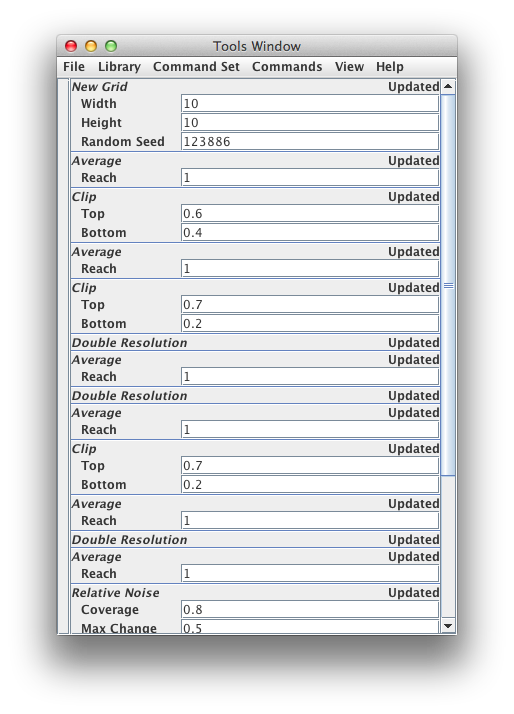 Tools Window
File Library Command Set Commands View Help
New Grid Updated
Width 10
Height 10
Random Seed 123886
Average Updated
Reach 1
Clip Updated
Top 0.6
Bottom 0.4
Average Updated
Reach 1
Clip Updated
Top 0.7
Bottom 0.2
Double Resolution Updated
Average Updated
Reach 1
Double Resolution Updated
Average Updated
Reach 1
Clip Updated
Top 0.7
Bottom 0.2
Average Updated
Reach 1
Double Resolution Updated
Average Updated
Reach 1
Relative Noise Updated
Coverage 0.8
Max Change 0.5